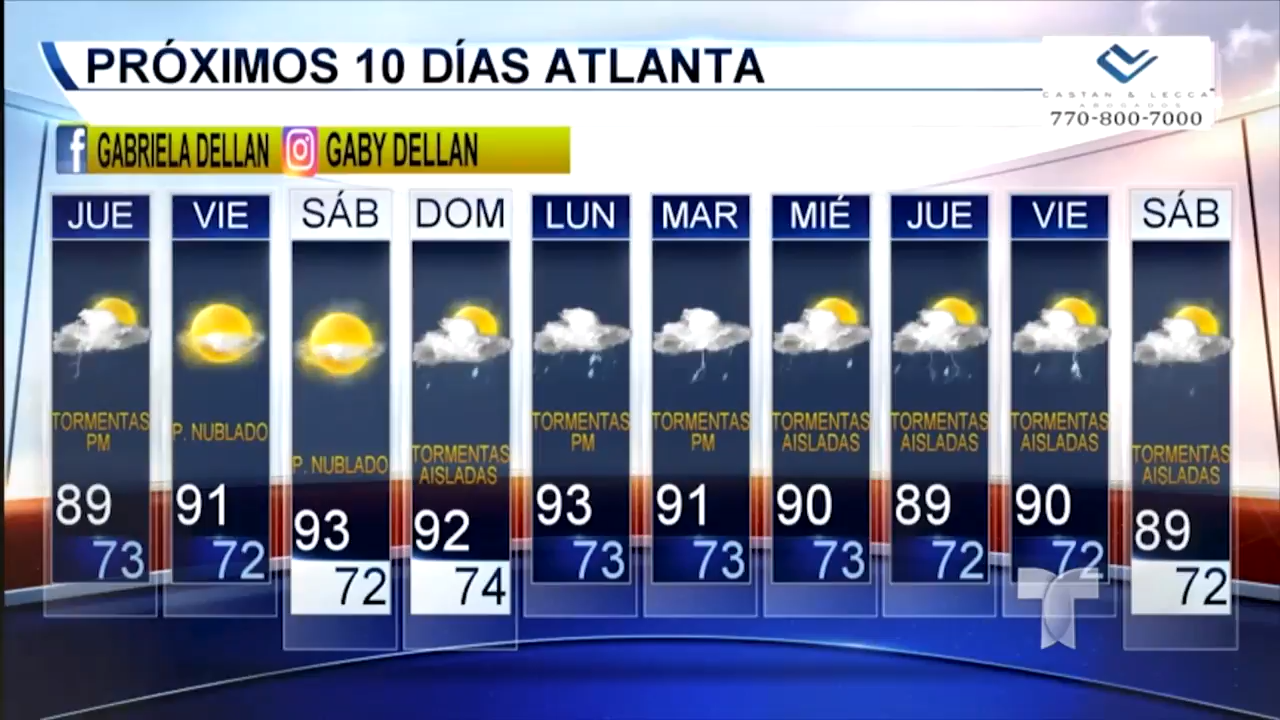 PRÓXIMOS 10 DÍAS ATLANTA
CASTAN & LECCA
ABOGADOS
770-800-7000
f GABRIELA DELLAN GABY DELLAN
JUE VIE SÁB DOM LUN MAR MIÉ JUE VIE SÁB
TORMENTAS PM
P. NUBLADO
P. NUBLADO
TORMENTAS AISLADAS
TORMENTAS PM
TORMENTAS PM
TORMENTAS AISLADAS
TORMENTAS AISLADAS
TORMENTAS AISLADAS
TORMENTAS AISLADAS
89 91 93 92 93 91 90 89 90 89
73 72 72 74 73 73 73 72 72 72
T